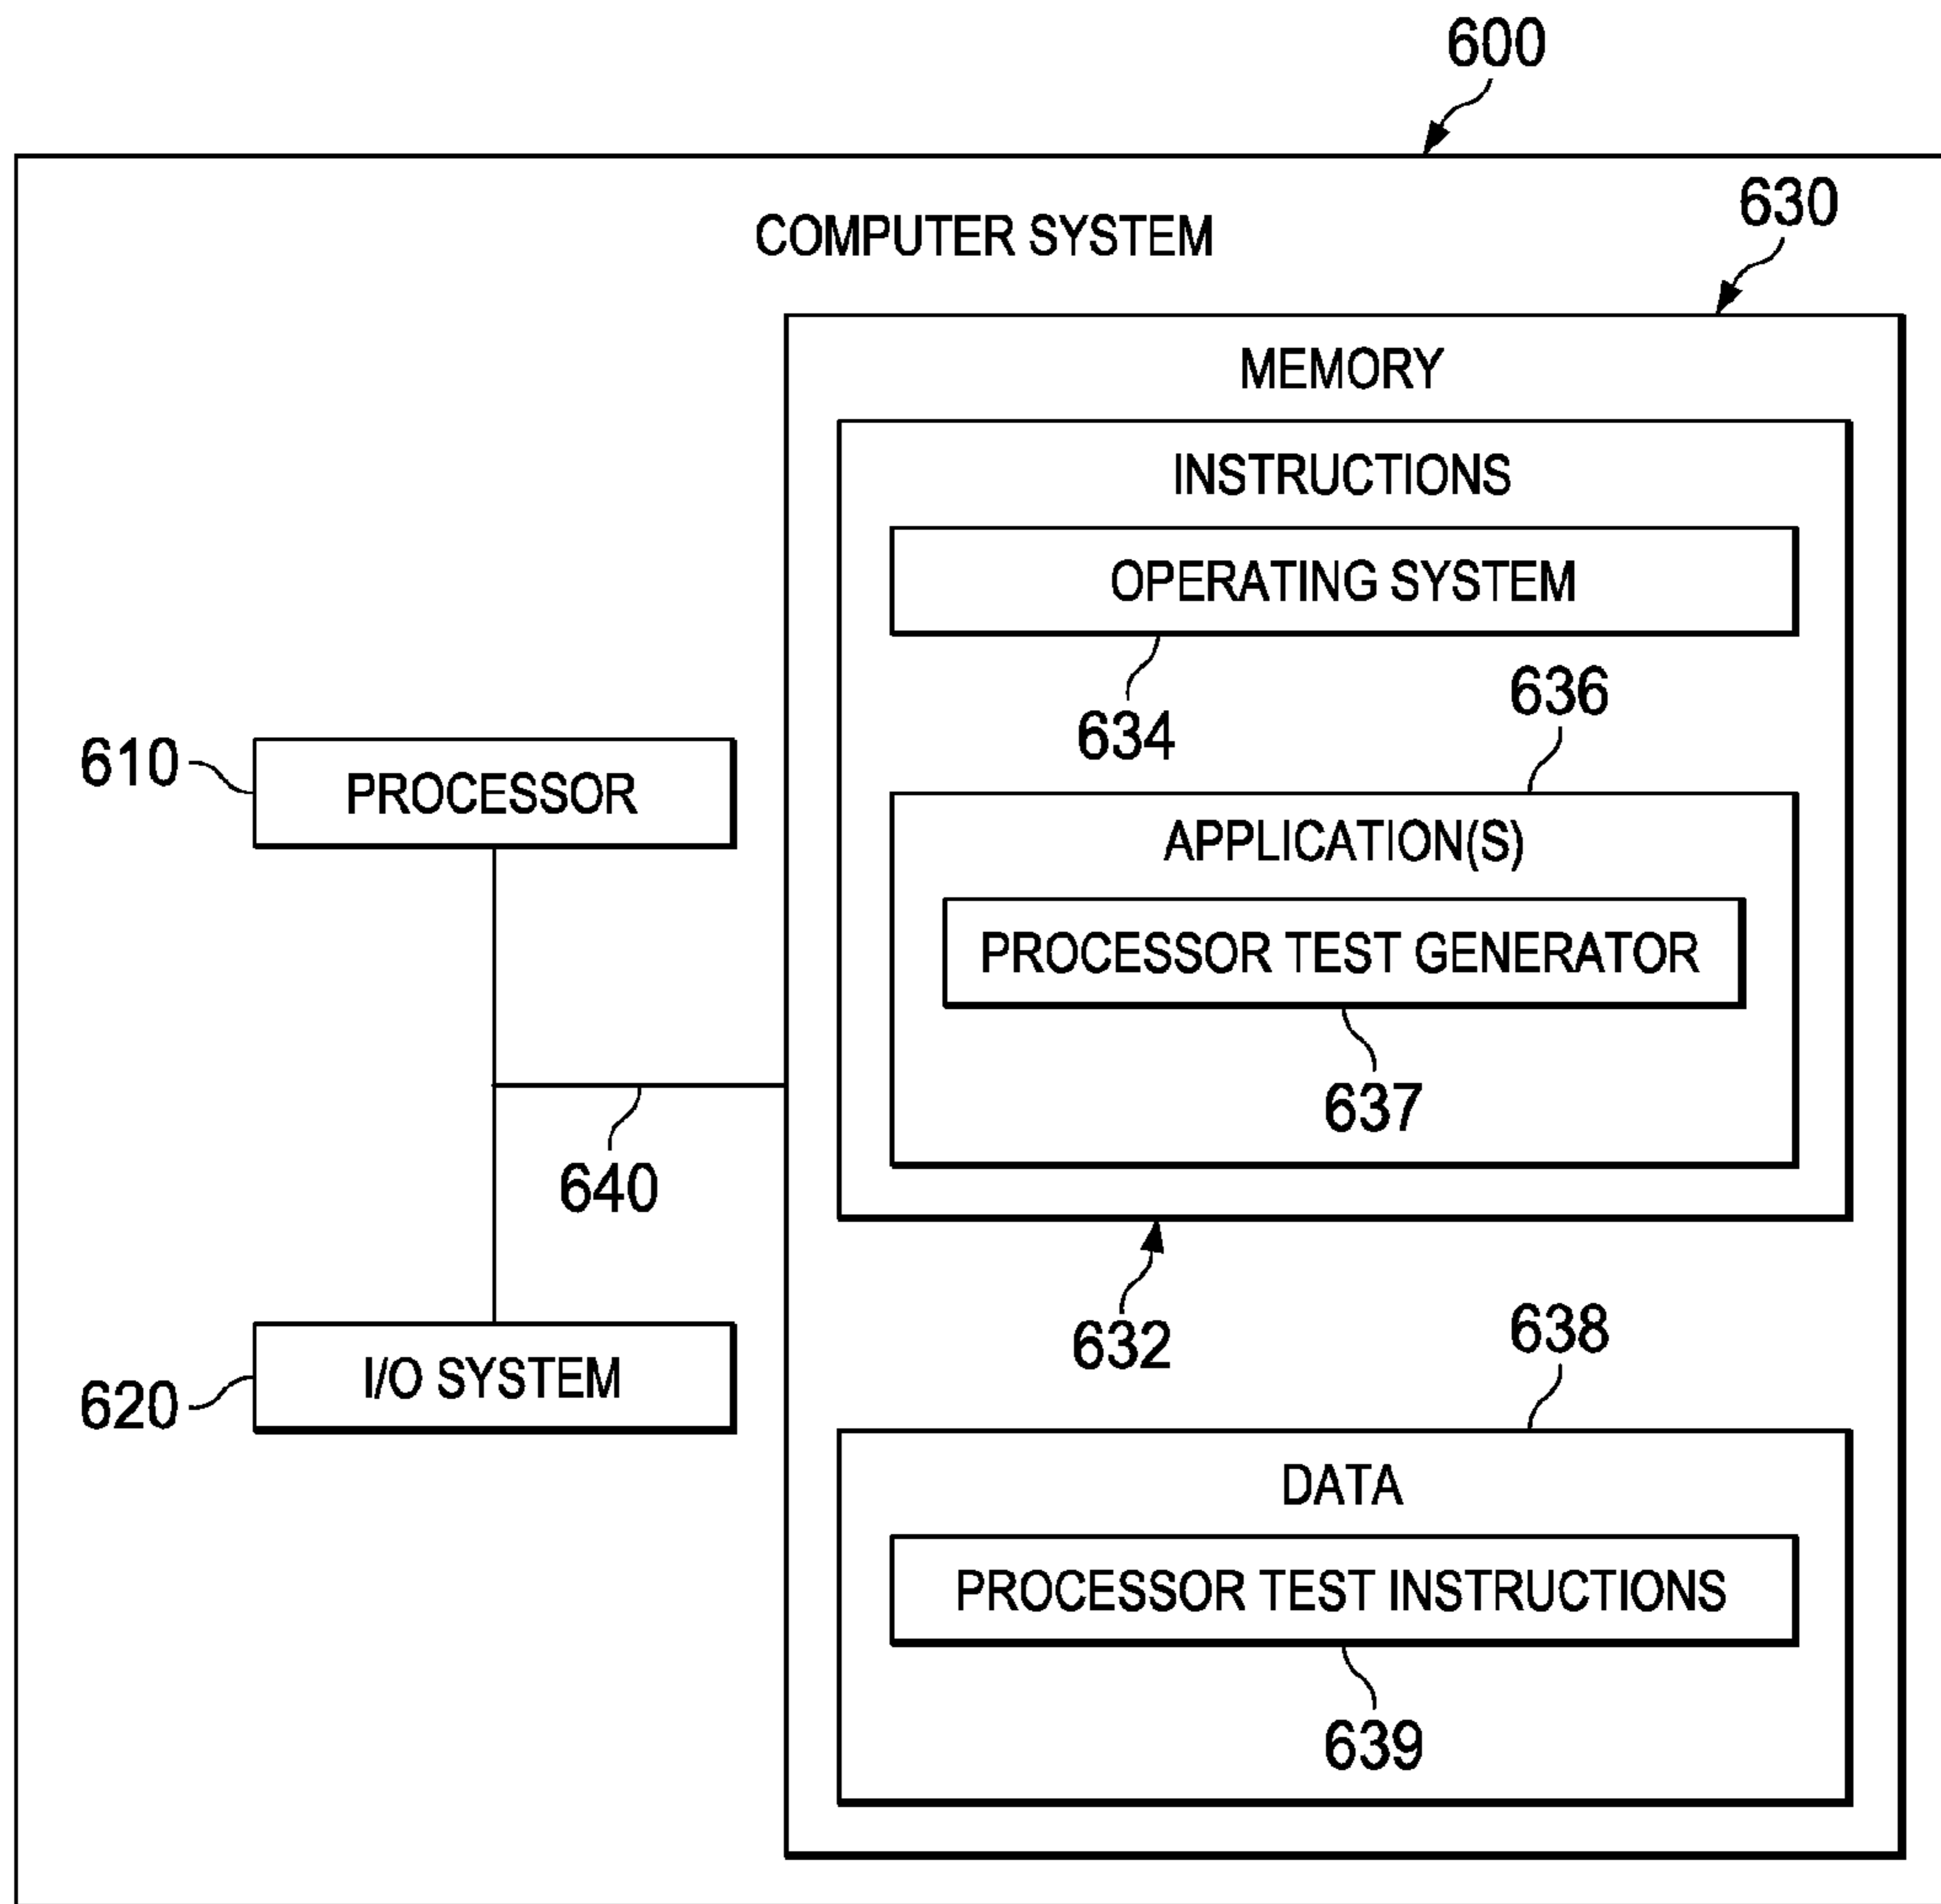 600
630
COMPUTER SYSTEM
MEMORY
INSTRUCTIONS
OPERATING SYSTEM
634
636
610
PROCESSOR
APPLICATION(S)
PROCESSOR TEST GENERATOR
637
640
632
638
620
I/O SYSTEM
DATA
PROCESSOR TEST INSTRUCTIONS
639